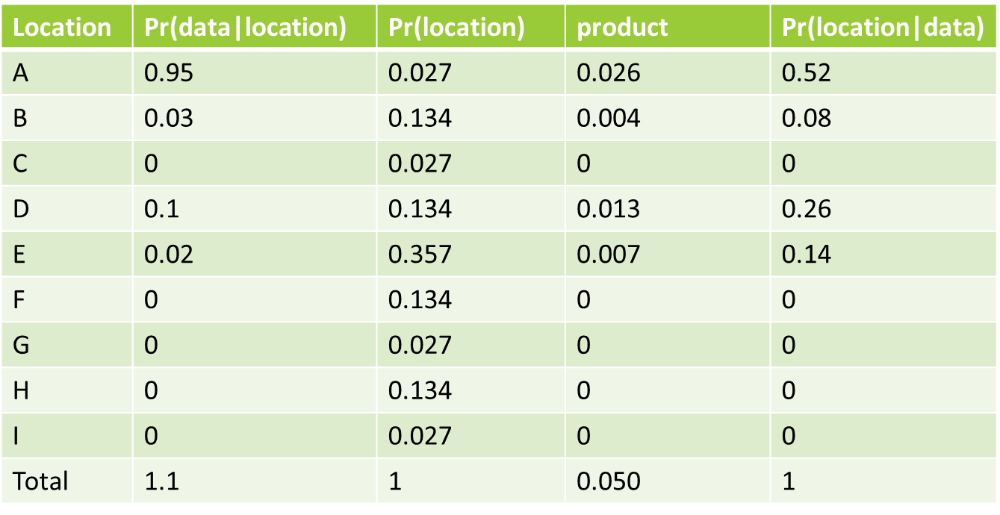 Location Pr(data|location) Pr(location) product Pr(location|data)
A 0.95 0.027 0.026 0.52
B 0.03 0.134 0.004 0.08
C 0 0.027 0 0
D 0.1 0.134 0.013 0.26
E 0.02 0.357 0.007 0.14
F 0 0.134 0 0
G 0 0.027 0 0
H 0 0.134 0 0
I 0 0.027 0 0
Total 1.1 1 0.050 1